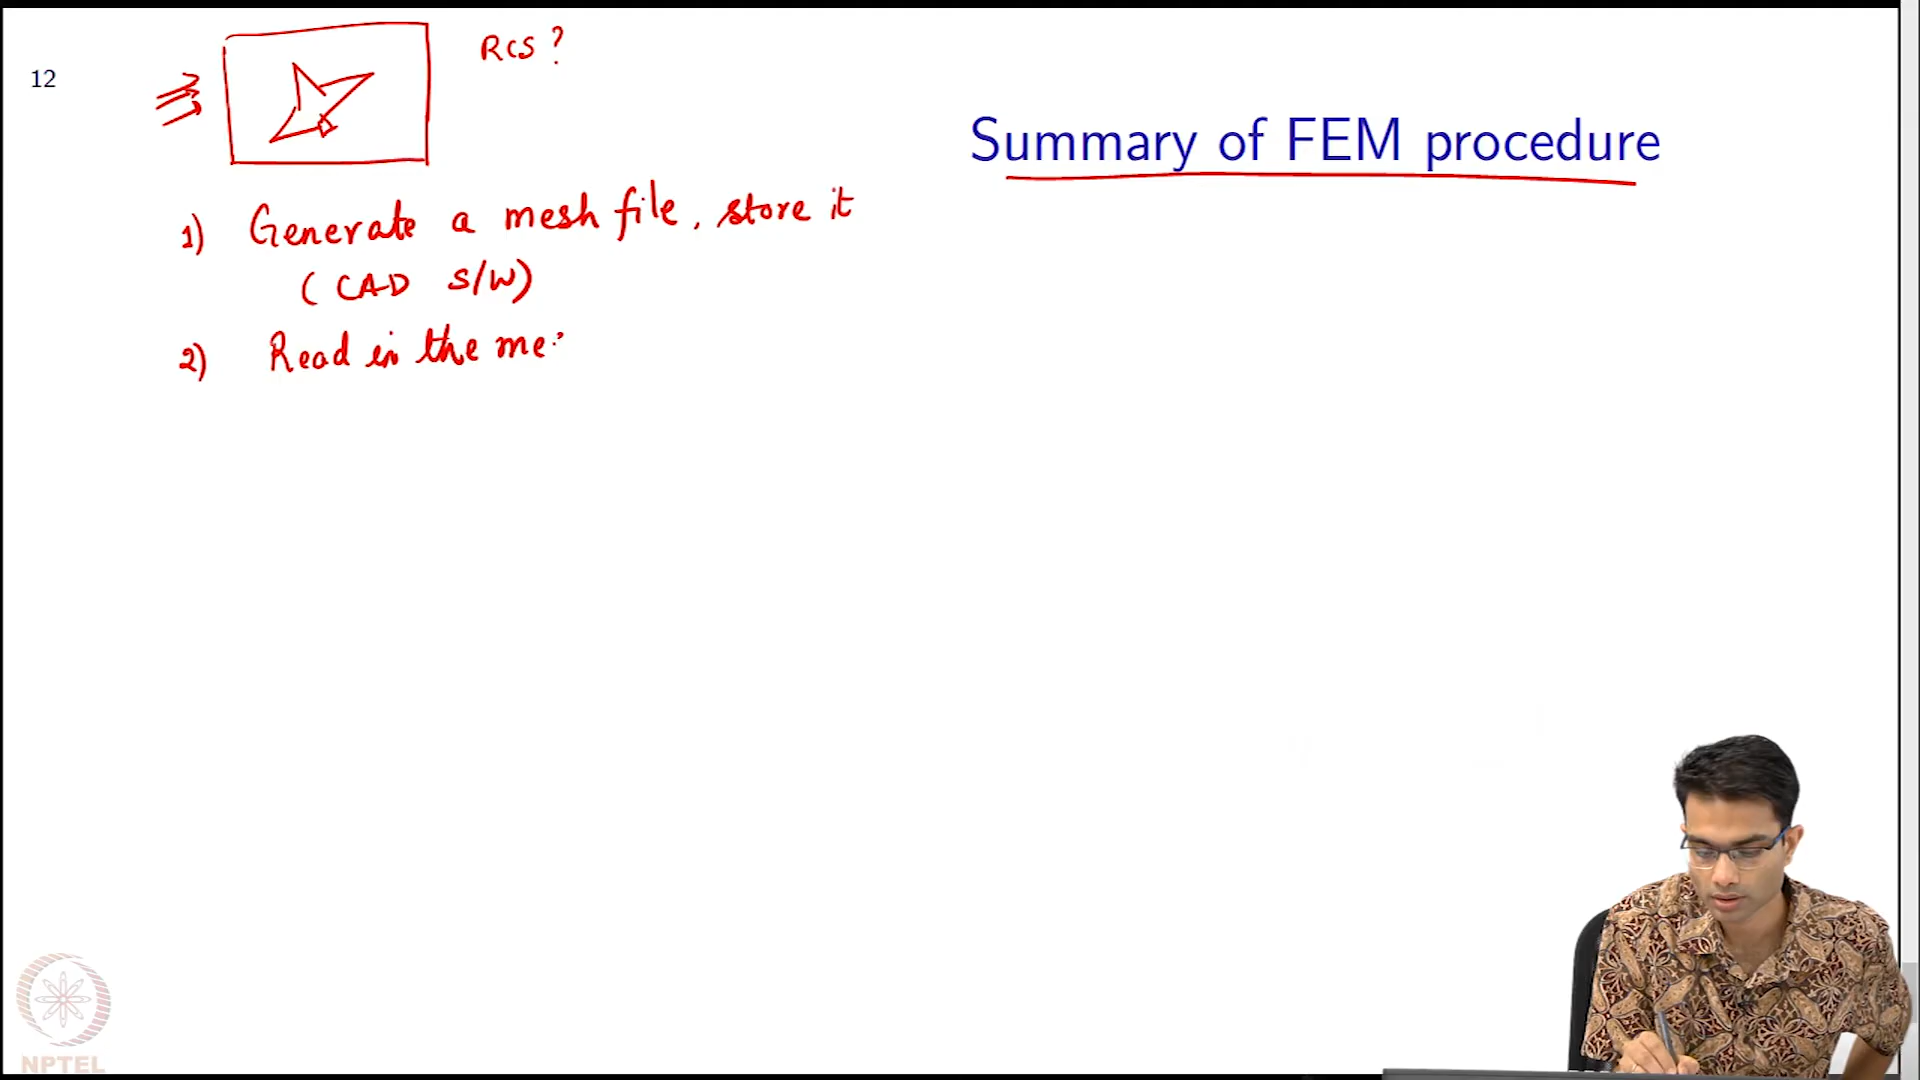 12
RCS ?
Summary of FEM procedure
1) Generate a mesh file, store it
(CAD S/W)
2) Read in the me
NPTEL